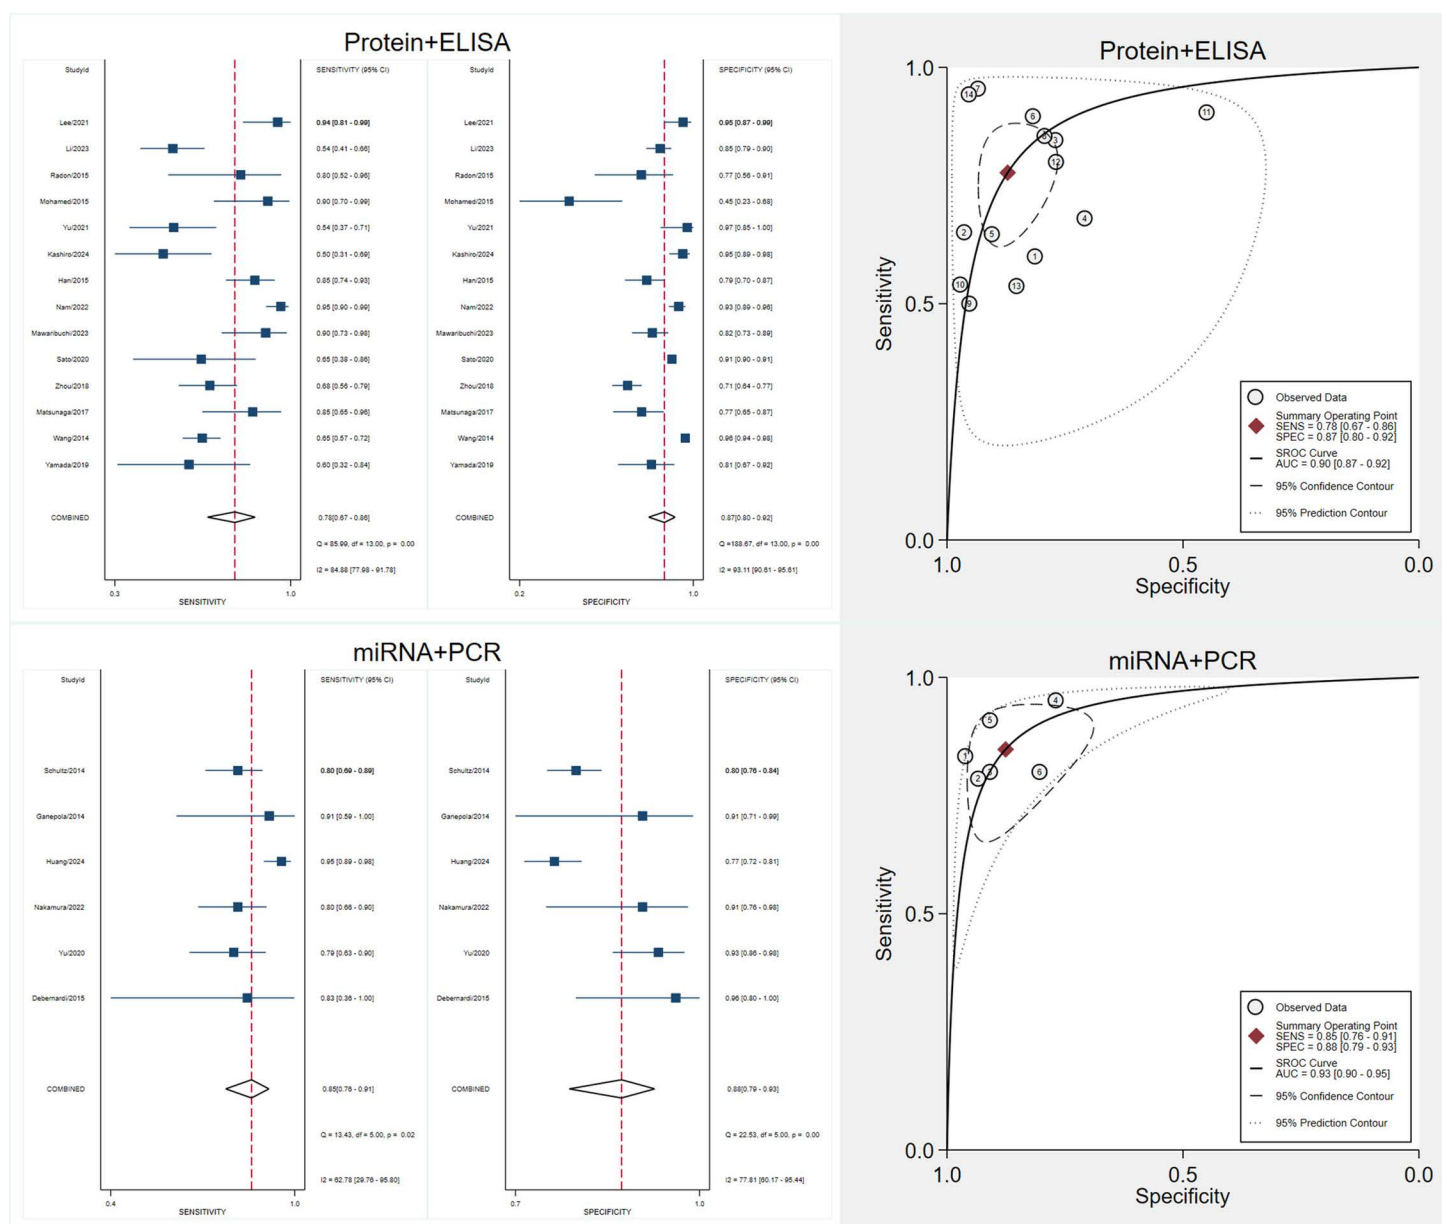 Protein+ELISA
StudyId SENSITIVITY (95% CI)
Lee/2021 0.94 [0.81 - 0.99]
Li/2023 0.54 [0.41 - 0.66]
Radon/2015 0.80 [0.52 - 0.96]
Mohamed/2015 0.90 [0.70 - 0.99]
Yu/2021 0.54 [0.37 - 0.71]
Kashiro/2024 0.50 [0.31 - 0.69]
Han/2015 0.85 [0.74 - 0.93]
Nam/2022 0.95 [0.90 - 0.99]
Mawaribuchi/2023 0.90 [0.73 - 0.98]
Sato/2020 0.65 [0.38 - 0.86]
Zhou/2018 0.68 [0.56 - 0.79]
Matsunaga/2017 0.85 [0.65 - 0.96]
Wang/2014 0.65 [0.57 - 0.72]
Yamada/2019 0.60 [0.32 - 0.84]
COMBINED 0.78[0.67 - 0.86]
Q = 85.99, df = 13.00, p = 0.00
I2 = 84.88 [77.98 - 91.78]
0.3 1.0
SENSITIVITY
StudyId SPECIFICITY (95% CI)
Lee/2021 0.95 [0.87 - 0.99]
Li/2023 0.85 [0.79 - 0.90]
Radon/2015 0.77 [0.56 - 0.91]
Mohamed/2015 0.45 [0.23 - 0.68]
Yu/2021 0.97 [0.85 - 1.00]
Kashiro/2024 0.95 [0.89 - 0.98]
Han/2015 0.79 [0.70 - 0.87]
Nam/2022 0.93 [0.89 - 0.96]
Mawaribuchi/2023 0.82 [0.73 - 0.89]
Sato/2020 0.91 [0.90 - 0.91]
Zhou/2018 0.71 [0.64 - 0.77]
Matsunaga/2017 0.77 [0.65 - 0.87]
Wang/2014 0.96 [0.94 - 0.98]
Yamada/2019 0.81 [0.67 - 0.92]
COMBINED 0.87[0.80 - 0.92]
Q =188.67, df = 13.00, p = 0.00
I2 = 93.11 [90.61 - 95.61]
0.2 1.0
SPECIFICITY
Protein+ELISA
1.0
0.5
0.0
Sensitivity
14 7
6 11
3
12
4
2 5
1
10 13
9
Observed Data
Summary Operating Point
SENS = 0.78 [0.67 - 0.86]
SPEC = 0.87 [0.80 - 0.92]
SROC Curve
AUC = 0.90 [0.87 - 0.92]
95% Confidence Contour
95% Prediction Contour
1.0 0.5 0.0
Specificity
miRNA+PCR
StudyId SENSITIVITY (95% CI)
Schultz/2014 0.80 [0.69 - 0.89]
Ganepola/2014 0.91 [0.59 - 1.00]
Huang/2024 0.95 [0.89 - 0.98]
Nakamura/2022 0.80 [0.66 - 0.90]
Yu/2020 0.79 [0.63 - 0.90]
Debernardi/2015 0.83 [0.36 - 1.00]
COMBINED 0.85[0.76 - 0.91]
Q = 13.43, df = 5.00, p = 0.02
I2 = 62.78 [29.76 - 95.80]
0.4 1.0
SENSITIVITY
StudyId SPECIFICITY (95% CI)
Schultz/2014 0.80 [0.76 - 0.84]
Ganepola/2014 0.91 [0.71 - 0.99]
Huang/2024 0.77 [0.72 - 0.81]
Nakamura/2022 0.91 [0.76 - 0.98]
Yu/2020 0.93 [0.86 - 0.98]
Debernardi/2015 0.96 [0.80 - 1.00]
COMBINED 0.88[0.79 - 0.93]
Q = 22.53, df = 5.00, p = 0.00
I2 = 77.81 [60.17 - 95.44]
0.7 1.0
SPECIFICITY
miRNA+PCR
1.0
0.5
0.0
Sensitivity
4
5
1
2 3 6
Observed Data
Summary Operating Point
SENS = 0.85 [0.76 - 0.91]
SPEC = 0.88 [0.79 - 0.93]
SROC Curve
AUC = 0.93 [0.90 - 0.95]
95% Confidence Contour
95% Prediction Contour
1.0 0.5 0.0
Specificity